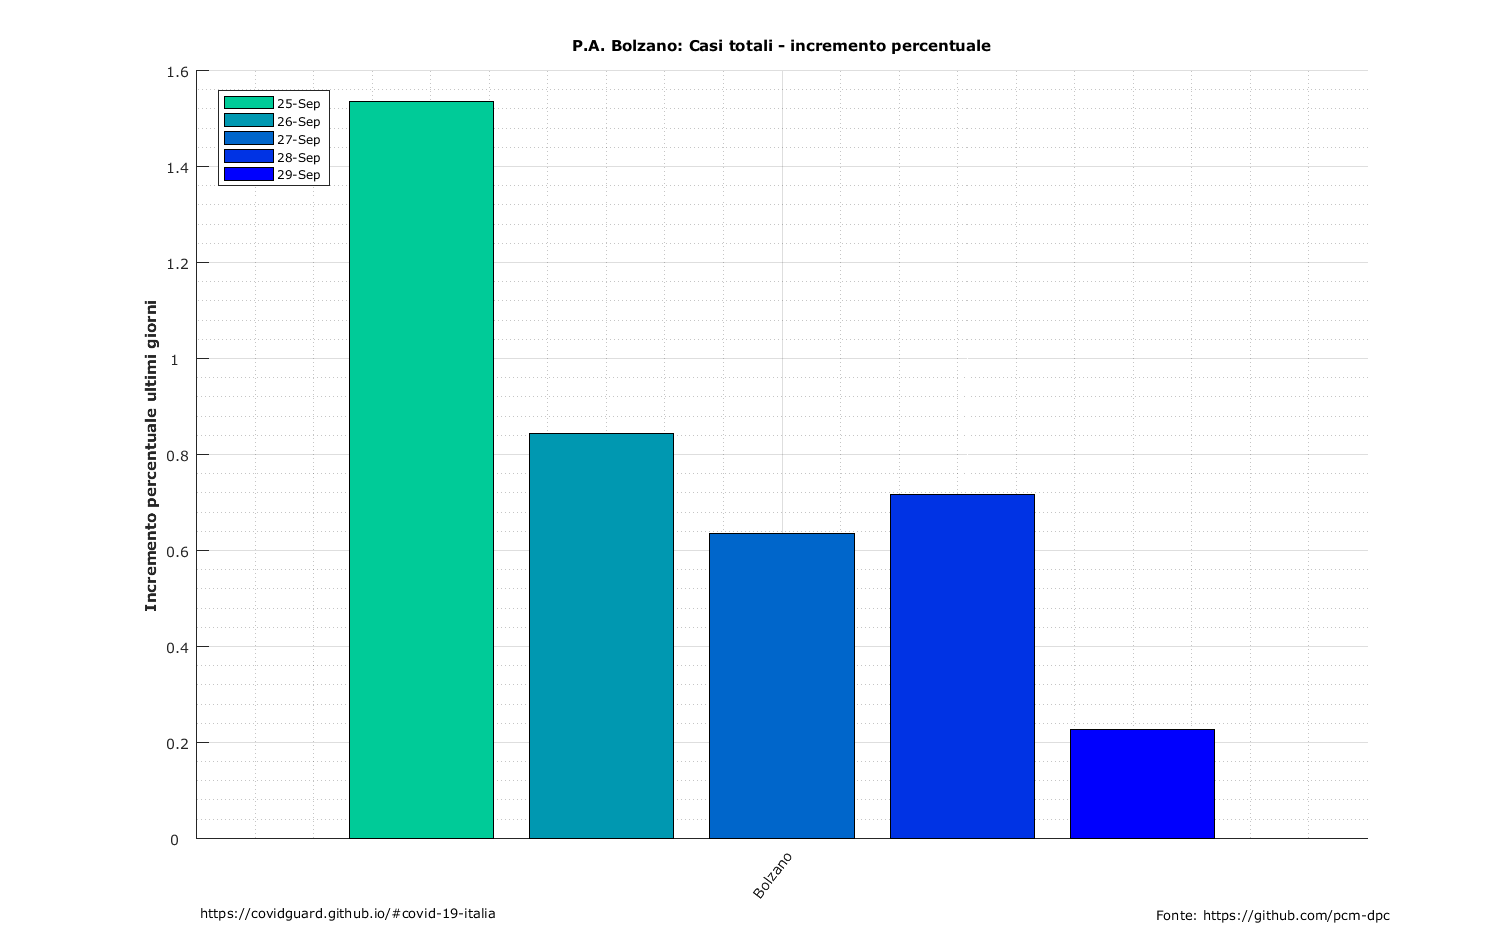 P.A. Bolzano: Casi totali - incremento percentuale
Incremento percentuale ultimi giorni
1.6
1.4
1.2
1
0.8
0.6
0.4
0.2
0
25-Sep
26-Sep
27-Sep
28-Sep
29-Sep
Bolzano
https://covidguard.github.io/#covid-19-italia
Fonte: https://github.com/pcm-dpc